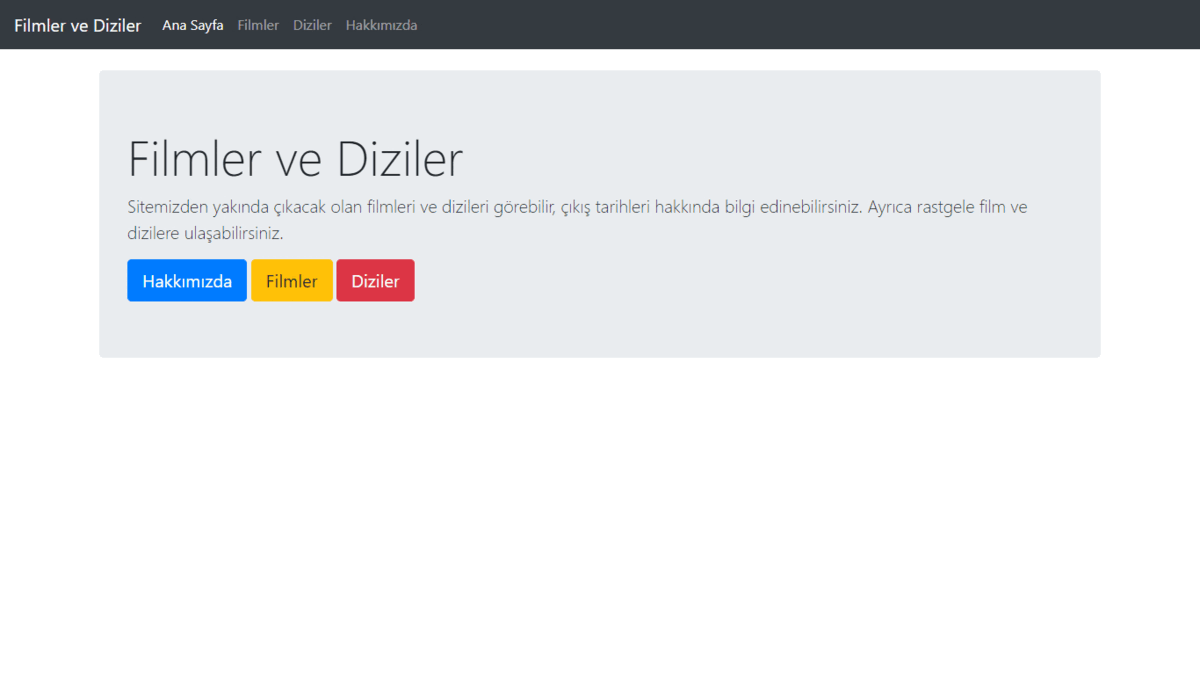 Filmler ve Diziler Ana Sayfa Filmler Diziler Hakkımızda
Filmler ve Diziler
Sitemizden yakında çıkacak olan filmleri ve dizileri görebilir, çıkış tarihleri hakkında bilgi edinebilirsiniz. Ayrıca rastgele film ve
dizilere ulaşabilirsiniz.
Hakkımızda Filmler Diziler